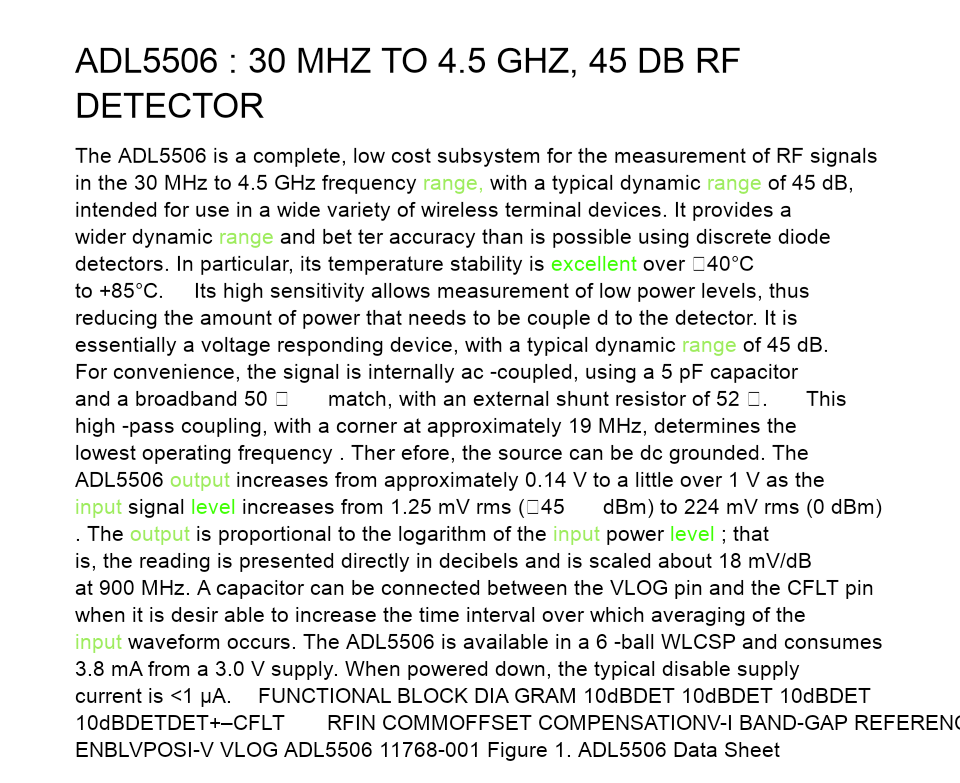 ADL5506 : 30 MHZ TO 4.5 GHZ, 45 DB RF
DETECTOR
The ADL5506 is a complete, low cost subsystem for the measurement of RF signals
in the 30 MHz to 4.5 GHz frequency range, with a typical dynamic range of 45 dB,
intended for use in a wide variety of wireless terminal devices. It provides a
wider dynamic range and bet ter accuracy than is possible using discrete diode
detectors. In particular, its temperature stability is excellent over □40°C
to +85°C. Its high sensitivity allows measurement of low power levels, thus
reducing the amount of power that needs to be couple d to the detector. It is
essentially a voltage responding device, with a typical dynamic range of 45 dB.
For convenience, the signal is internally ac -coupled, using a 5 pF capacitor
and a broadband 50 □ match, with an external shunt resistor of 52 □. This
high -pass coupling, with a corner at approximately 19 MHz, determines the
lowest operating frequency . Ther efore, the source can be dc grounded. The
ADL5506 output increases from approximately 0.14 V to a little over 1 V as the
input signal level increases from 1.25 mV rms (□45 dBm) to 224 mV rms (0 dBm)
. The output is proportional to the logarithm of the input power level ; that
is, the reading is presented directly in decibels and is scaled about 18 mV/dB
at 900 MHz. A capacitor can be connected between the VLOG pin and the CFLT pin
when it is desir able to increase the time interval over which averaging of the
input waveform occurs. The ADL5506 is available in a 6 -ball WLCSP and consumes
3.8 mA from a 3.0 V supply. When powered down, the typical disable supply
current is <1 µA. FUNCTIONAL BLOCK DIA GRAM 10dBDET 10dBDET 10dBDET
10dBDETDET+–CFLT RFIN COMMOFFSET COMPENSATIONV-I BAND-GAP REFEREN
ENBLVPOSI-V VLOG ADL5506 11768-001 Figure 1. ADL5506 Data Sheet